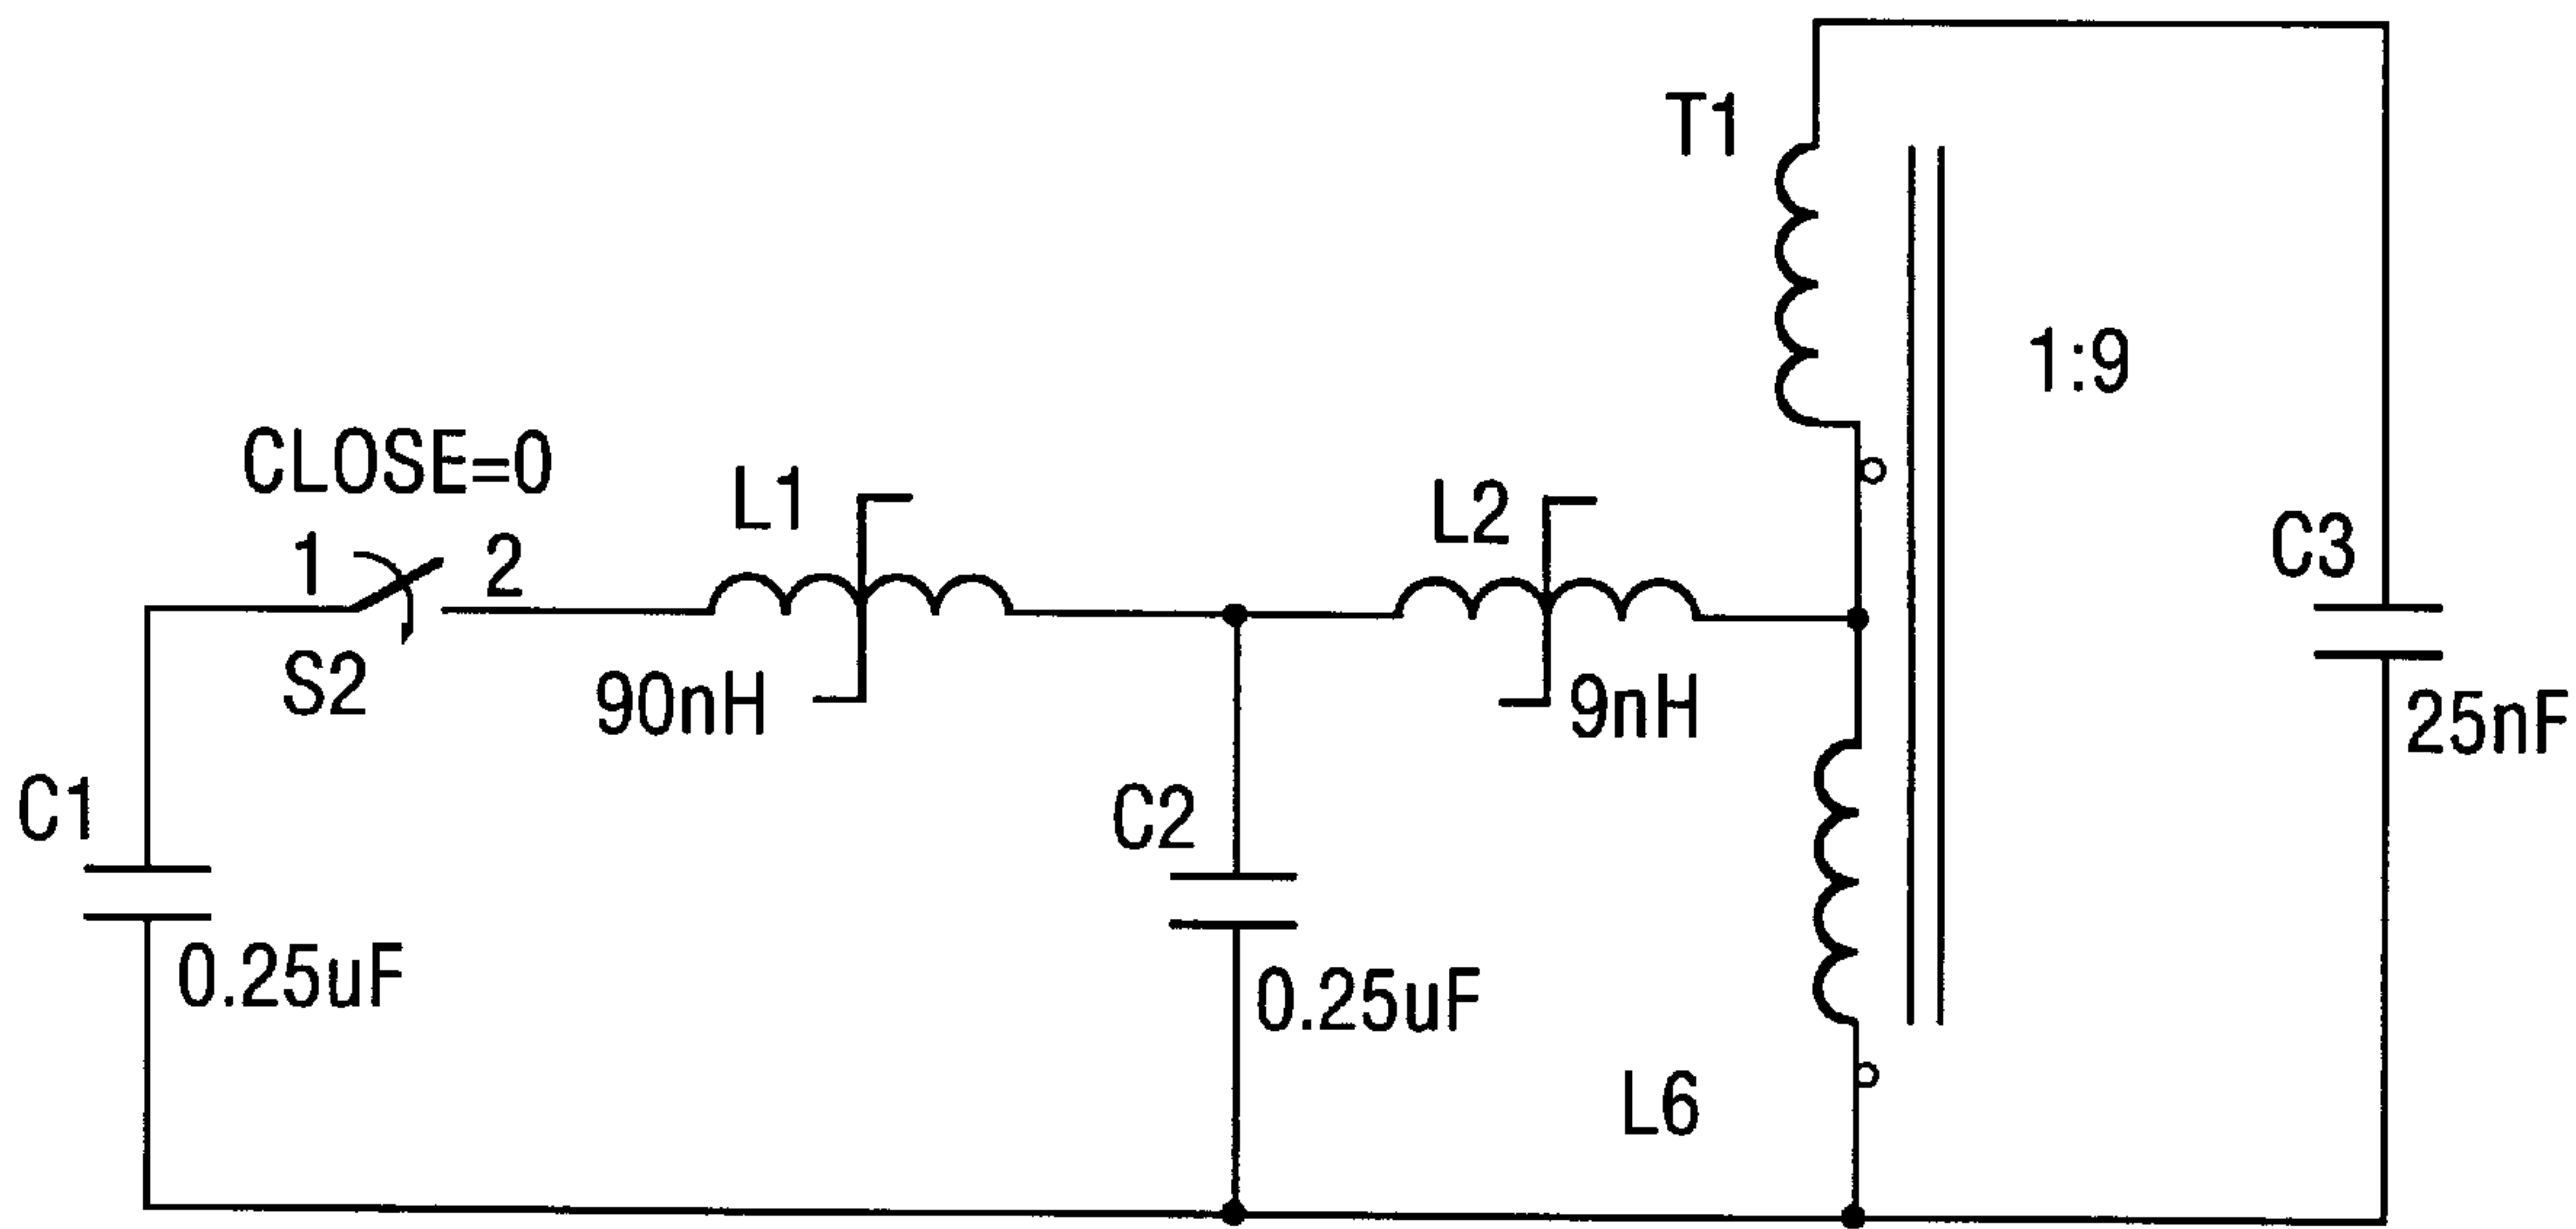 T1
1:9
CLOSE=0
L1
L2
1
2
C3
S2
90nH
9nH
25nF
C1
C2
0.25uF
0.25uF
L6